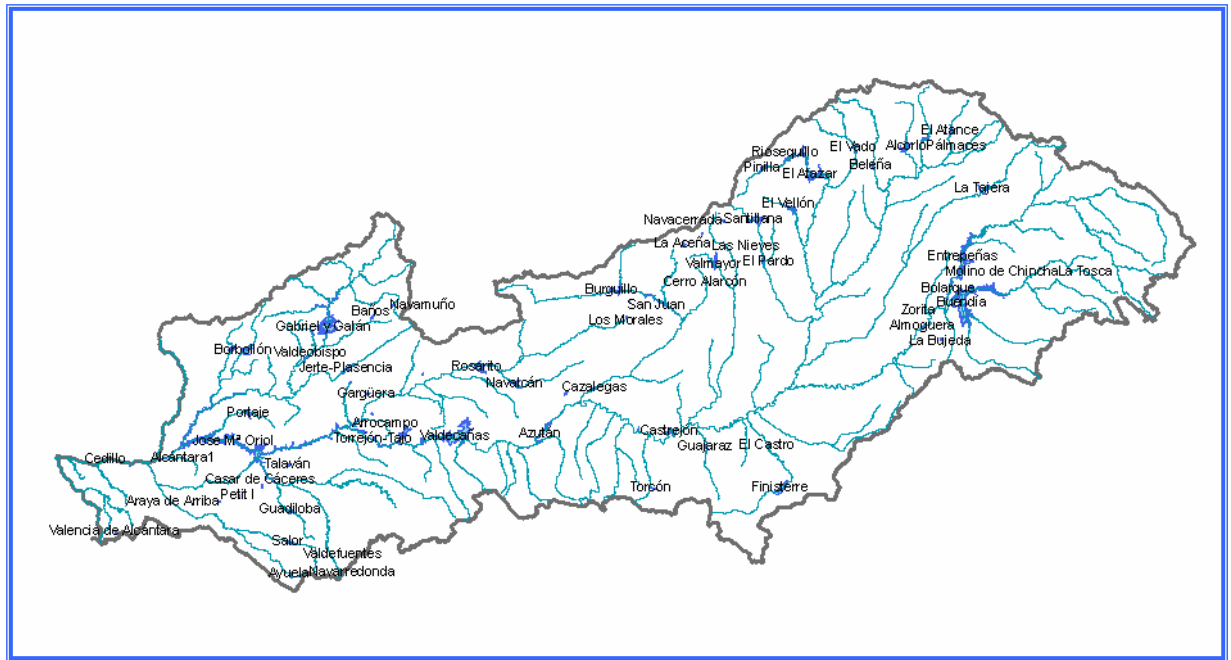 El Atance
Riosequillo
El Vado
Alcorlo
Pálmaces
Pinilla
Beleña
El Atazar
La Tajera
El Vellón
Navacerrada
Santillana
La Aceña
Las Nieves
Entrepeñas
Valmayor
El Pardo
Molino de Chincha
La Tosca
Cerro Alarcón
Burguillo
Bolarque
San Juan
Buendía
Navamuño
Baños
Zorita
Los Morales
Almoguera
Gabriel y Galán
La Bujeda
Borbollón
Valdeobispo
Jerte-Plasencia
Rosarito
Navalcán
Cazalegas
Gargüera
Portaje
Arrocampo
José Mª Oriol
Torrejón-Tajo
Valdecañas
Azután
Castrejón
Guajaraz
El Castro
Cedillo
Alcántara1
Talaván
Casar de Cáceres
Torcón
Finisterre
Petit I
Araya de Arriba
Guadiloba
Valencia de Alcántara
Salor
Valdefuentes
Ayuela
Navarredonda